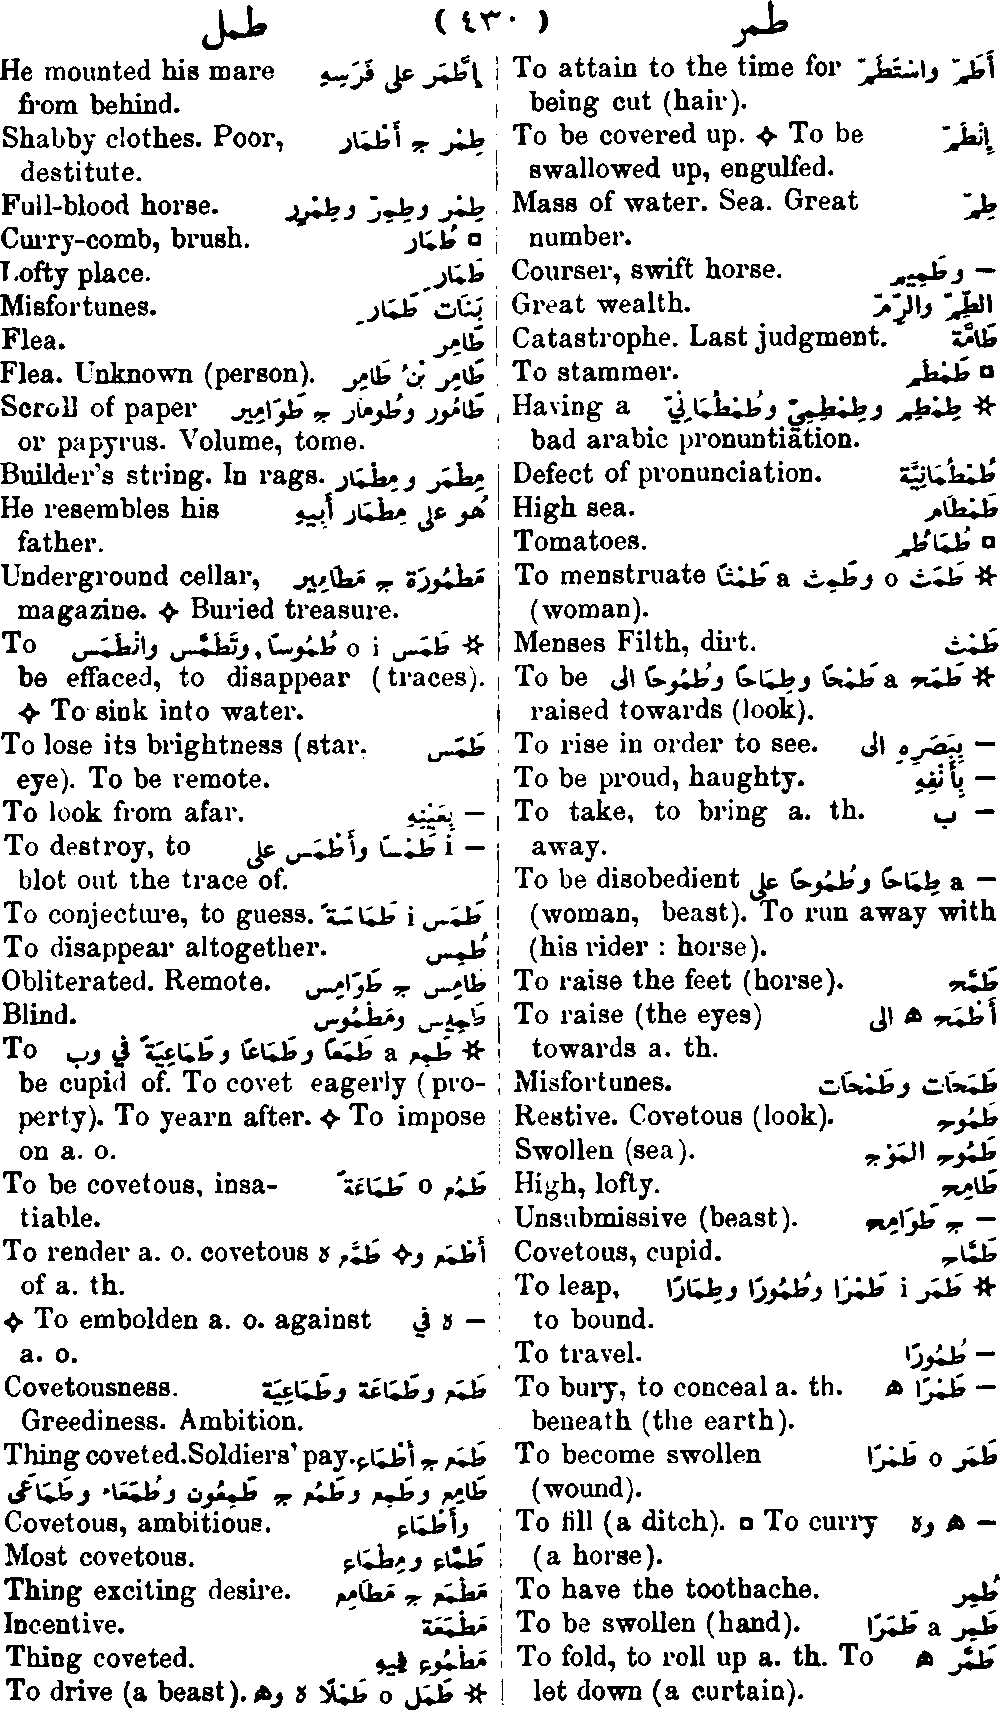 طمر ( ٤٣٠ ) طمل
To attain to the time for أَطَمَّ وٱسْتَطَمَّ
being cut (hair).
To be covered up. ✧ To be إِنْطَمَّ
swallowed up, engulfed.
Mass of water. Sea. Great طِمّ
number.
Courser, swift horse. — وطَمِيم
Great wealth. الطِّمّ والرِّمّ
Catastrophe. Last judgment. طَامَّة
To stammer. ◘ طَمْطَم
Having a ✲ طِمْطِم وطِمْطِمِيّ وطُمْطُمَانِيّ
bad arabic pronuntiation.
Defect of pronunciation. طُمْطُمَانِيَّة
High sea. طَمْطَام
Tomatoes. ◘ طُمَاطُم
To menstruate ✲ طَمَث o وطَمِث a طَمْثًا
(woman).
Menses Filth, dirt. طَمْث
To be ✲ طَمَح a طَمْحًا وطِمَاحًا وطُمُوحًا الى
raised towards (look).
To rise in order to see. — بِبَصَرِهِ الى
To be proud, haughty. — بِأَنْفِهِ
To take, to bring a. th. — ب
away.
To be disobedient — a طِمَاحًا وطُمُوحًا على
(woman, beast). To run away with
(his rider : horse).
To raise the feet (horse). طَمَّح
To raise (the eyes) أَطْمَح ه الى
towards a. th.
Misfortunes. طَمَحَات وطَمْحَات
Restive. Covetous (look). طَمُوح
Swollen (sea). طَمُوح المَوْج
High, lofty. طَامِح
Unsubmissive (beast). — ج طَوَامِح
Covetous, cupid. طَمَّاح
To leap, ✲ طَمَر i طَمْرًا وطُمُورًا وطِمَارًا
to bound.
To travel. — طُمُورًا
To bury, to conceal a. th. — طَمْرًا ه
beneath (the earth).
To become swollen طَمَر o طَمْرًا
(wound).
To fill (a ditch). ◘ To curry — ه وة
(a horse).
To have the toothache. طُمِر
To be swollen (hand). طَمِر a طَمَرًا
To fold, to roll up a. th. To طَمَّر ه
let down (a curtain).
He mounted his mare إِطَّمَر على فَرَسِهِ
from behind.
Shabby clothes. Poor, طِمْر ج أَطْمَار
destitute.
Full-blood horse. طِمْر وطِمِرّ وطِمْرِر
Curry-comb, brush. ◘ طُمَار
Lofty place. طَمَارِ
Misfortunes. بَنَات طَمَارِ
Flea. طَامِر
Flea. Unknown (person). طَامِر بْن طَامِر
Scroll of paper طَامُور وطُومَار ج طَوَامِير
or papyrus. Volume, tome.
Builder's string. In rags. مِطْمَر ومِطْمَار
He resembles his هُو على مِطْمَار أَبِيهِ
father.
Underground cellar, مَطْمُورَة ج مَطَامِير
magazine. ✧ Buried treasure.
To ✲ طَمَس i o طُمُوسًا, وتَطَمَّس وانْطَمَس
be effaced, to disappear (traces).
✧ To sink into water.
To lose its brightness (star. طَمَس
eye). To be remote.
To look from afar. — بِعَيْنِهِ
To destroy, to — i طَمْسًا وأَطْمَس على
blot out the trace of.
To conjecture, to guess. طَمَس i طَمَاسَةً
To disappear altogether. طُمِس
Obliterated. Remote. طَامِس ج طَوَامِس
Blind. طَمِيس ومَطْمُوس
To ✲ طَمِع a طَمَعًا وطَمَاعًا وطَمَاعِيَةً في وب
be cupid of. To covet eagerly (pro-
perty). To yearn after. ✧ To impose
on a. o.
To be covetous, insa- طَمُع o طَمَاعَةً
tiable.
To render a. o. covetous أَطْمَع و✧ طَمَّع ة
of a. th.
✧ To embolden a. o. against — ة في
a. o.
Covetousness. طَمَع وطَمَاعَة وطَمَاعِيَة
Greediness. Ambition.
Thing coveted. Soldiers' pay. طَمَع ج أَطْمَاع
طَامِع وطَمِع وطَمُع ج طَمِعُون وطُمَعَاء وطَمَاعَى
Covetous, ambitious. وأَطْمَاع
Most covetous. طَمَّاع ومِطْمَاع
Thing exciting desire. مَطْمَع ج مَطَامِع
Incentive. مَطْمَعَة
Thing coveted. مَطْمُوع فِيهِ
To drive (a beast). ✲ طَمَل o طَمْلًا ة وه